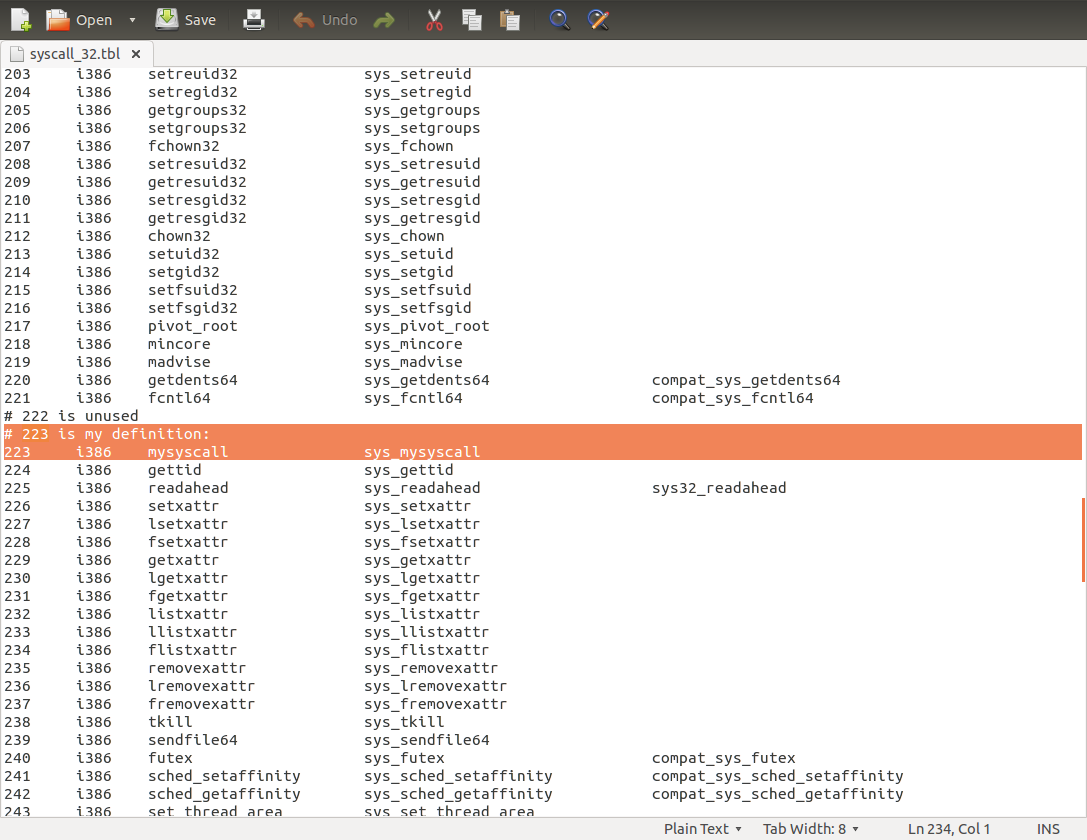 Open Save Undo
syscall_32.tbl
203 i386 setreuid32 sys_setreuid
204 i386 setregid32 sys_setregid
205 i386 getgroups32 sys_getgroups
206 i386 setgroups32 sys_setgroups
207 i386 fchown32 sys_fchown
208 i386 setresuid32 sys_setresuid
209 i386 getresuid32 sys_getresuid
210 i386 setresgid32 sys_setresgid
211 i386 getresgid32 sys_getresgid
212 i386 chown32 sys_chown
213 i386 setuid32 sys_setuid
214 i386 setgid32 sys_setgid
215 i386 setfsuid32 sys_setfsuid
216 i386 setfsgid32 sys_setfsgid
217 i386 pivot_root sys_pivot_root
218 i386 mincore sys_mincore
219 i386 madvise sys_madvise
220 i386 getdents64 sys_getdents64 compat_sys_getdents64
221 i386 fcntl64 sys_fcntl64 compat_sys_fcntl64
# 222 is unused
# 223 is my definition:
223 i386 mysyscall sys_mysyscall
224 i386 gettid sys_gettid
225 i386 readahead sys_readahead sys32_readahead
226 i386 setxattr sys_setxattr
227 i386 lsetxattr sys_lsetxattr
228 i386 fsetxattr sys_fsetxattr
229 i386 getxattr sys_getxattr
230 i386 lgetxattr sys_lgetxattr
231 i386 fgetxattr sys_fgetxattr
232 i386 listxattr sys_listxattr
233 i386 llistxattr sys_llistxattr
234 i386 flistxattr sys_flistxattr
235 i386 removexattr sys_removexattr
236 i386 lremovexattr sys_lremovexattr
237 i386 fremovexattr sys_fremovexattr
238 i386 tkill sys_tkill
239 i386 sendfile64 sys_sendfile64
240 i386 futex sys_futex compat_sys_futex
241 i386 sched_setaffinity sys_sched_setaffinity compat_sys_sched_setaffinity
242 i386 sched_getaffinity sys_sched_getaffinity compat_sys_sched_getaffinity
243 i386 set_thread_area sys_set_thread_area
Plain Text Tab Width: 8 Ln 234, Col 1 INS